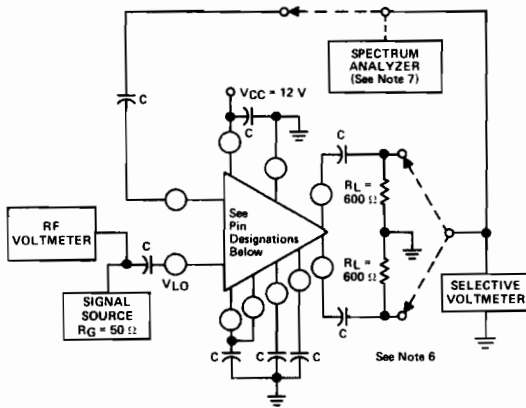 SPECTRUM
ANALYZER
(See Note 7)
C
VCC = 12 V
C
C
See
Pin
Designations
Below
RL =
600 Ω
RF
VOLTMETER
C
VLO
SIGNAL
SOURCE
RG = 50 Ω
RL =
600 Ω
SELECTIVE
VOLTMETER
C
C
C
C
See Note 6